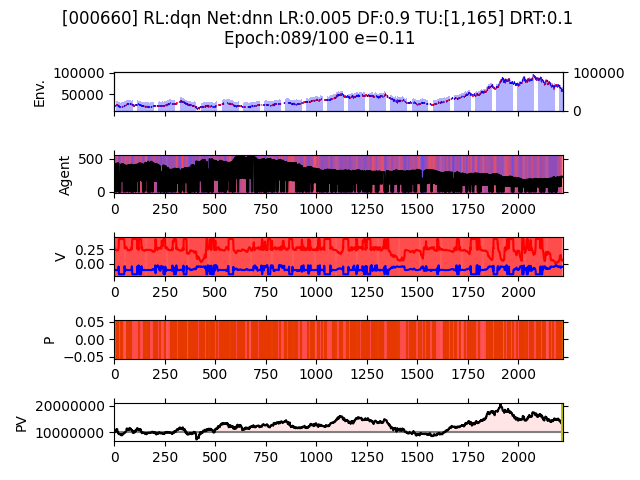 [000660] RL:dqn Net:dnn LR:0.005 DF:0.9 TU:[1,165] DRT:0.1
Epoch:089/100 e=0.11
100000 100000
Env. 50000
0
500
Agent
0
0 250 500 750 1000 1250 1500 1750 2000
0.25
V 0.00
0 250 500 750 1000 1250 1500 1750 2000
0.05
P 0.00
−0.05
0 250 500 750 1000 1250 1500 1750 2000
20000000
PV 10000000
0 250 500 750 1000 1250 1500 1750 2000